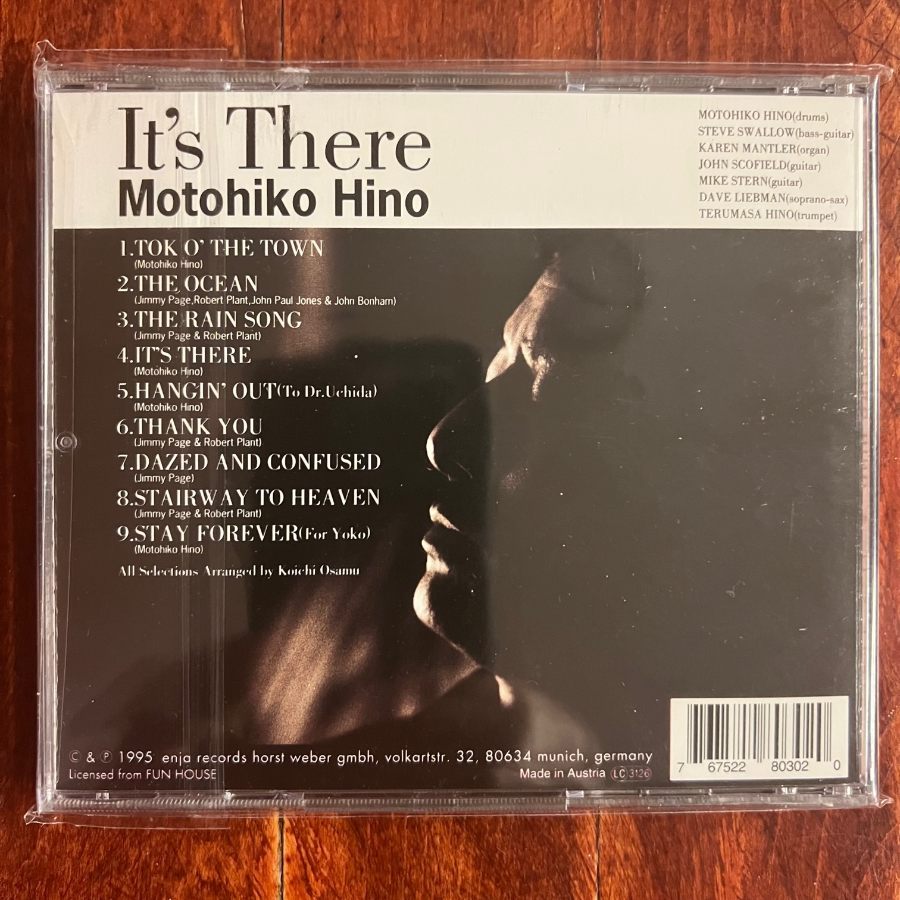 It's There
Motohiko Hino
MOTOHIKO HINO(drums)
STEVE SWALLOW(bass-guitar)
KAREN MANTLER(organ)
JOHN SCOFIELD(guitar)
MIKE STERN(guitar)
DAVE LIEBMAN(soprano-sax)
TERUMASA HINO(trumpet)
1.TOK O' THE TOWN
(Motohiko Hino)
2.THE OCEAN
(Jimmy Page,Robert Plant,John Paul Jones & John Bonham)
3.THE RAIN SONG
(Jimmy Page & Robert Plant)
4.IT'S THERE
(Motohiko Hino)
5.HANGIN' OUT(To Dr.Uchida)
(Motohiko Hino)
6.THANK YOU
(Jimmy Page & Robert Plant)
7.DAZED AND CONFUSED
(Jimmy Page)
8.STAIRWAY TO HEAVEN
(Jimmy Page & Robert Plant)
9.STAY FOREVER(For Yoko)
(Motohiko Hino)
All Selections Arranged by Koichi Osamu
© & ℗ 1995 enja records horst weber gmbh, volkartstr. 32, 80634 munich, germany
Licensed from FUN HOUSE
Made in Austria LC 3126
7 67522 80302 0